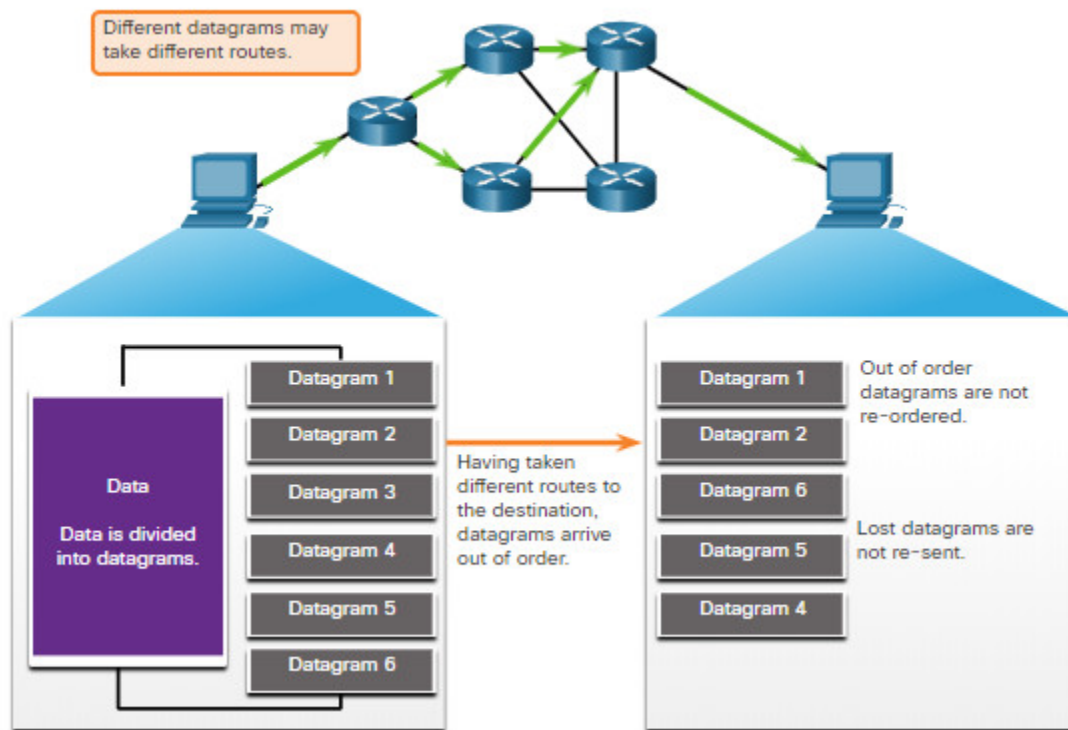 Different datagrams may
take different routes.
Data
Data is divided
into datagrams.
Datagram 1
Datagram 2
Datagram 3
Datagram 4
Datagram 5
Datagram 6
Having taken
different routes to
the destination,
datagrams arrive
out of order.
Datagram 1
Datagram 2
Datagram 6
Datagram 5
Datagram 4
Out of order
datagrams are not
re-ordered.
Lost datagrams are
not re-sent.